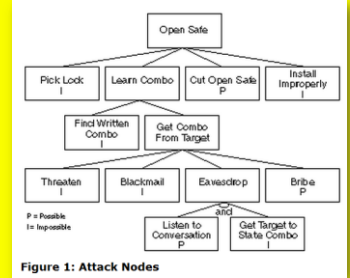 Open Safe
Pick Lock
I
Learn Combo
Cut Open Safe
P
Install
Improperly
I
Find Written
Combo
I
Get Combo
From Target
Threaten
I
Blackmail
I
Eavesdrop
Bribe
P
P = Possible
I = Impossible
and
Listen to
Conversation
P
Get Target to
State Combo
I
Figure 1: Attack Nodes